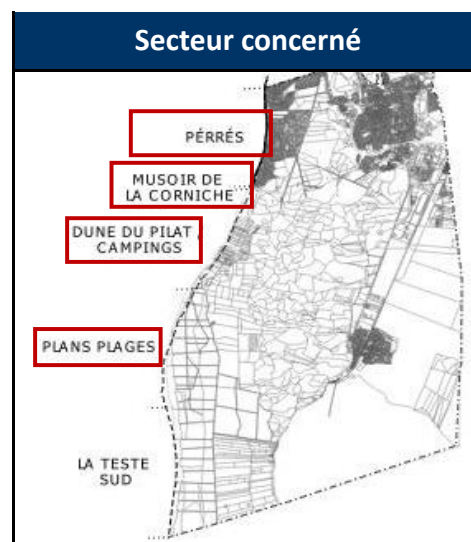 Secteur concerné
PÉRRÉS
MUSOIR DE
LA CORNICHE
DUNE DU PILAT
CAMPINGS
PLANS PLAGES
LA TESTE
SUD